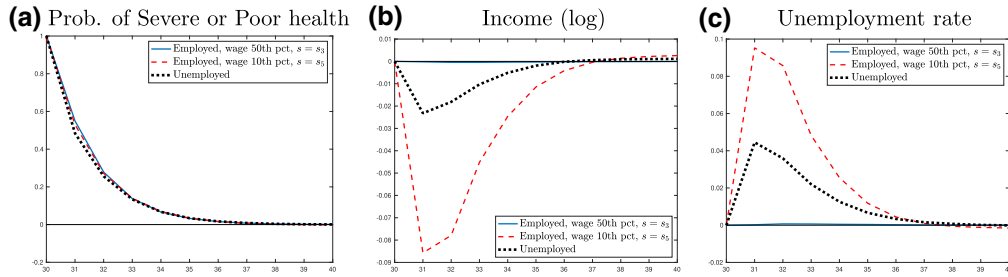 (a) Prob. of Severe or Poor health
1
0.8
0.6
0.4
0.2
0
-0.2
30 31 32 33 34 35 36 37 38 39 40
Employed, wage 50th pct, s = s₃
Employed, wage 10th pct, s = s₅
Unemployed
(b) Income (log)
0.01
0
-0.01
-0.02
-0.03
-0.04
-0.05
-0.06
-0.07
-0.08
-0.09
30 31 32 33 34 35 36 37 38 39 40
Employed, wage 50th pct, s = s₃
Employed, wage 10th pct, s = s₅
Unemployed
(c) Unemployment rate
0.1
0.08
0.06
0.04
0.02
0
-0.02
30 31 32 33 34 35 36 37 38 39 40
Employed, wage 50th pct, s = s₃
Employed, wage 10th pct, s = s₅
Unemployed